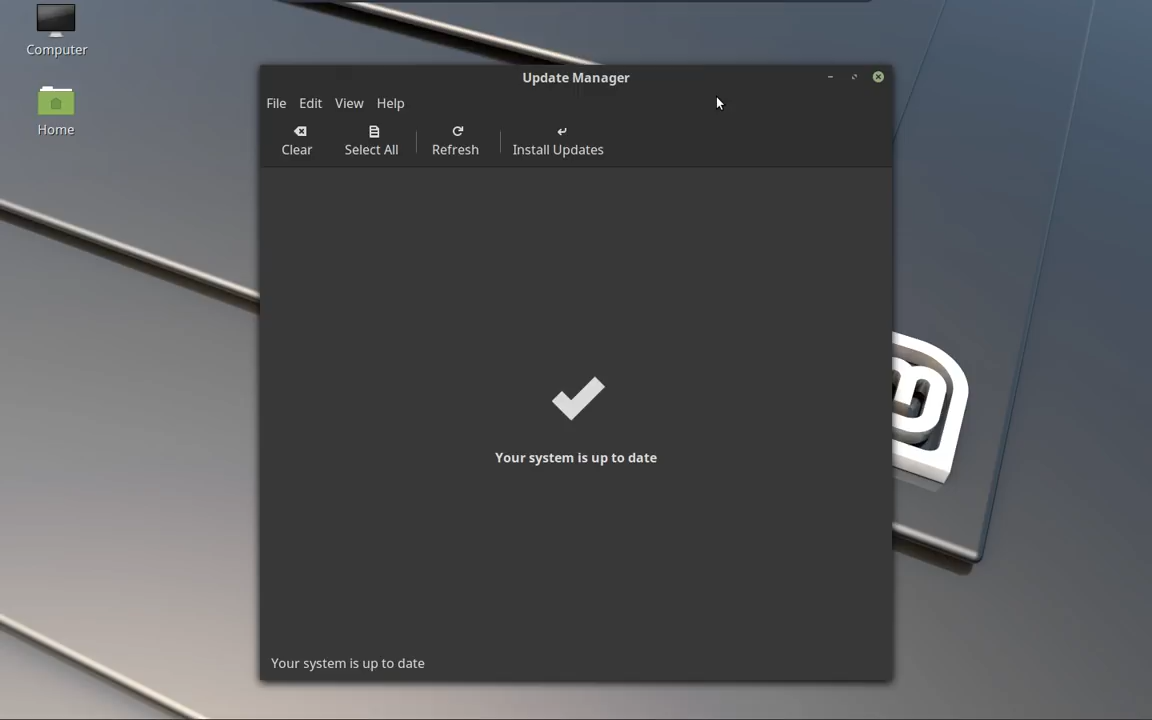 Computer
Home
Update Manager
File Edit View Help
Clear Select All Refresh Install Updates
Your system is up to date
Your system is up to date